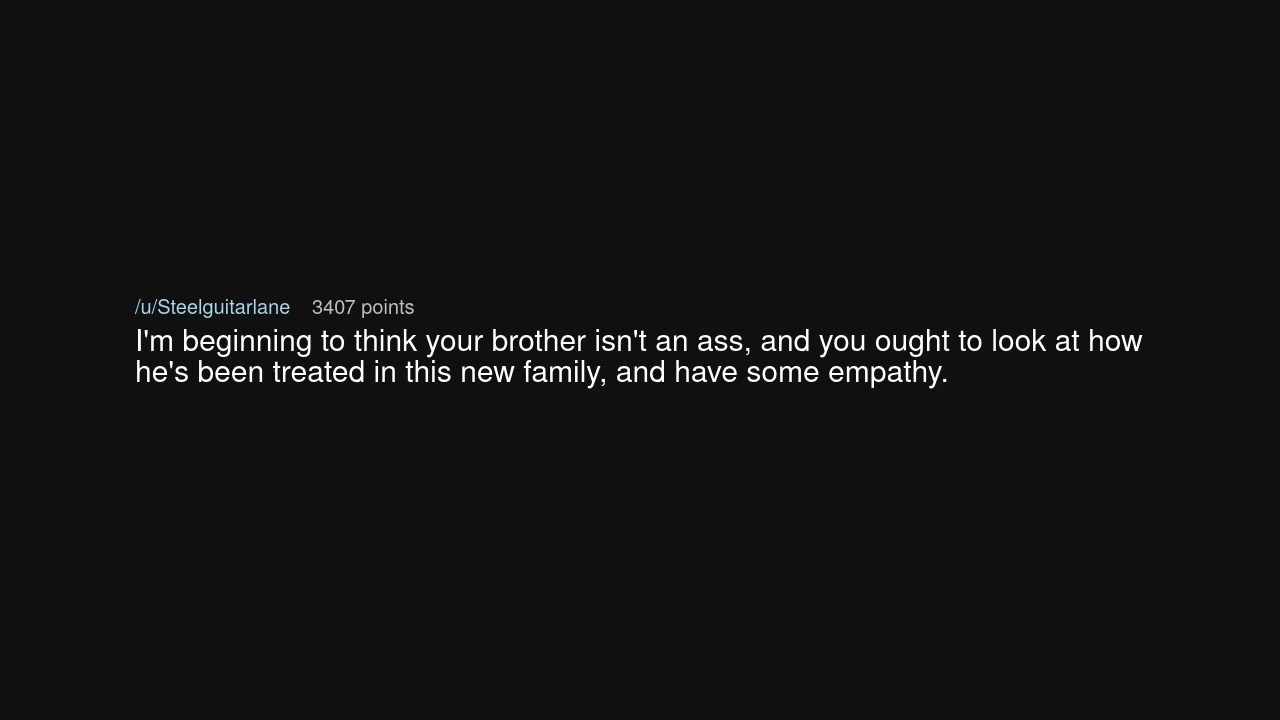 /u/Steelguitarlane 3407 points
I'm beginning to think your brother isn't an ass, and you ought to look at how
he's been treated in this new family, and have some empathy.